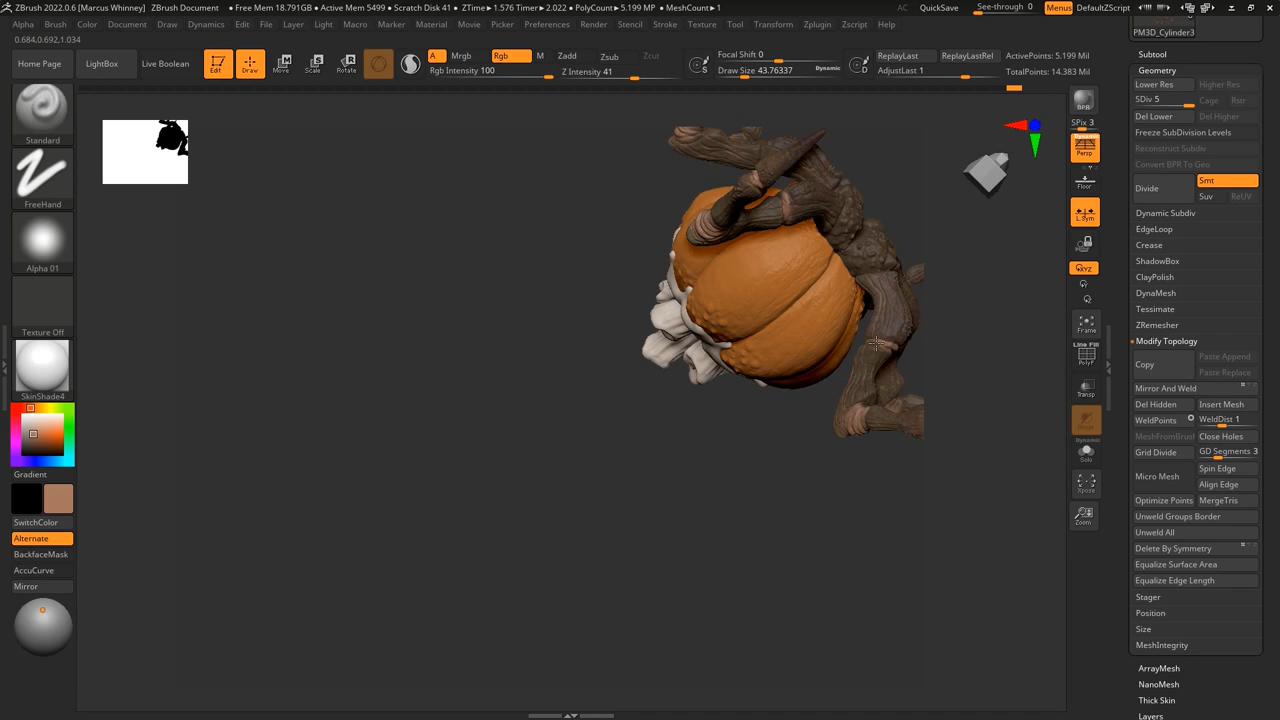 ZBrush 2022.0.6 [Marcus Whinney] ZBrush Document • Free Mem 18.791GB • Active Mem 5499 • Scratch Disk 41 • ZTime▸1.576 Timer▸2.022 • PolyCount▸5.199 MP • MeshCount▸1
AC QuickSave See-through 0 Menus DefaultZScript
Alpha Brush Color Document Draw Dynamics Edit File Layer Light Macro Marker Material Movie Picker Preferences Render Stencil Stroke Texture Tool Transform Zplugin Zscript Help
0.684,0.692,1.034
Home Page
LightBox
Live Boolean
Edit
Draw
Move
Scale
Rotate
A Mrgb Rgb M Zadd Zsub Zcut
Rgb Intensity 100
Z Intensity 41
S
Focal Shift 0
Draw Size 43.76337 Dynamic
D
ReplayLast ReplayLastRel
AdjustLast 1
ActivePoints: 5.199 Mil
TotalPoints: 14.383 Mil
Standard
FreeHand
Alpha 01
Texture Off
SkinShade4
Gradient
SwitchColor
Alternate
BackfaceMask
AccuCurve
Mirror
BPR
SPix 3
Dynamic
Persp
Floor
L.Sym
XYZ
Frame
Line Fill
PolyF
Transp
Dynamic
Solo
Xpose
Zoom
PM3D_Cylinder3
Subtool
Geometry
Lower Res Higher Res
SDiv 5 Cage Rstr
Del Lower Del Higher
Freeze SubDivision Levels
Reconstruct Subdiv
Convert BPR To Geo
Divide Smt
Suv ReUV
Dynamic Subdiv
EdgeLoop
Crease
ShadowBox
ClayPolish
DynaMesh
Tessimate
ZRemesher
Modify Topology
Copy Paste Append
Paste Replace
Mirror And Weld
Del Hidden Insert Mesh
WeldPoints WeldDist 1
MeshFromBrush Close Holes
Grid Divide GD Segments 3
Micro Mesh Spin Edge
Align Edge
Optimize Points MergeTris
Unweld Groups Border
Unweld All
Delete By Symmetry
Equalize Surface Area
Equalize Edge Length
Stager
Position
Size
MeshIntegrity
ArrayMesh
NanoMesh
Thick Skin
Layers